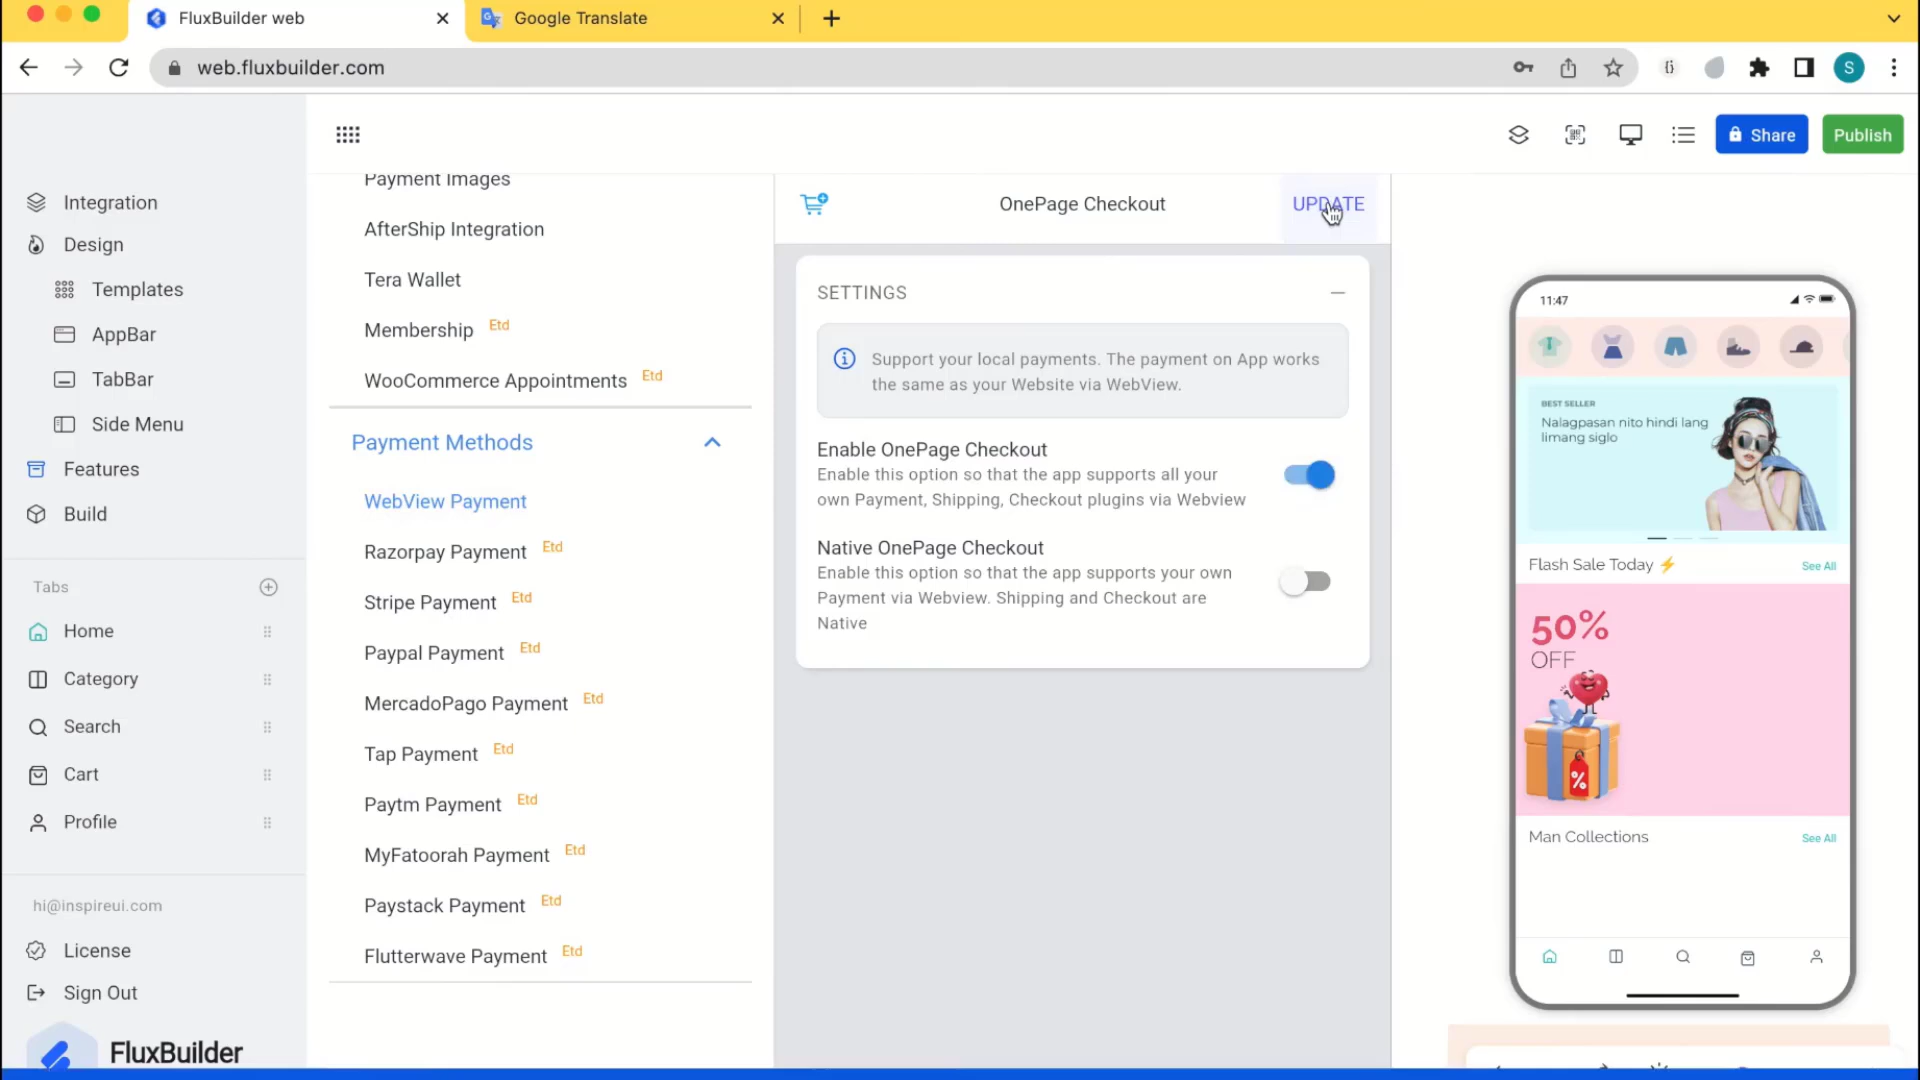 FluxBuilder web
Google Translate
web.fluxbuilder.com
S
Share
Publish
Integration
Design
Templates
AppBar
TabBar
Side Menu
Features
Build
Tabs
Home
Category
Search
Cart
Profile
hi@inspireui.com
License
Sign Out
FluxBuilder
Payment Images
AfterShip Integration
Tera Wallet
Membership Etd
WooCommerce Appointments Etd
Payment Methods
WebView Payment
Razorpay Payment Etd
Stripe Payment Etd
Paypal Payment Etd
MercadoPago Payment Etd
Tap Payment Etd
Paytm Payment Etd
MyFatoorah Payment Etd
Paystack Payment Etd
Flutterwave Payment Etd
OnePage Checkout
UPDATE
SETTINGS
Support your local payments. The payment on App works
the same as your Website via WebView.
Enable OnePage Checkout
Enable this option so that the app supports all your
own Payment, Shipping, Checkout plugins via Webview
Native OnePage Checkout
Enable this option so that the app supports your own
Payment via Webview. Shipping and Checkout are
Native
11:47
BEST SELLER
Nalagpasan nito hindi lang
limang siglo
Flash Sale Today ⚡
See All
50%
OFF
%
Man Collections
See All